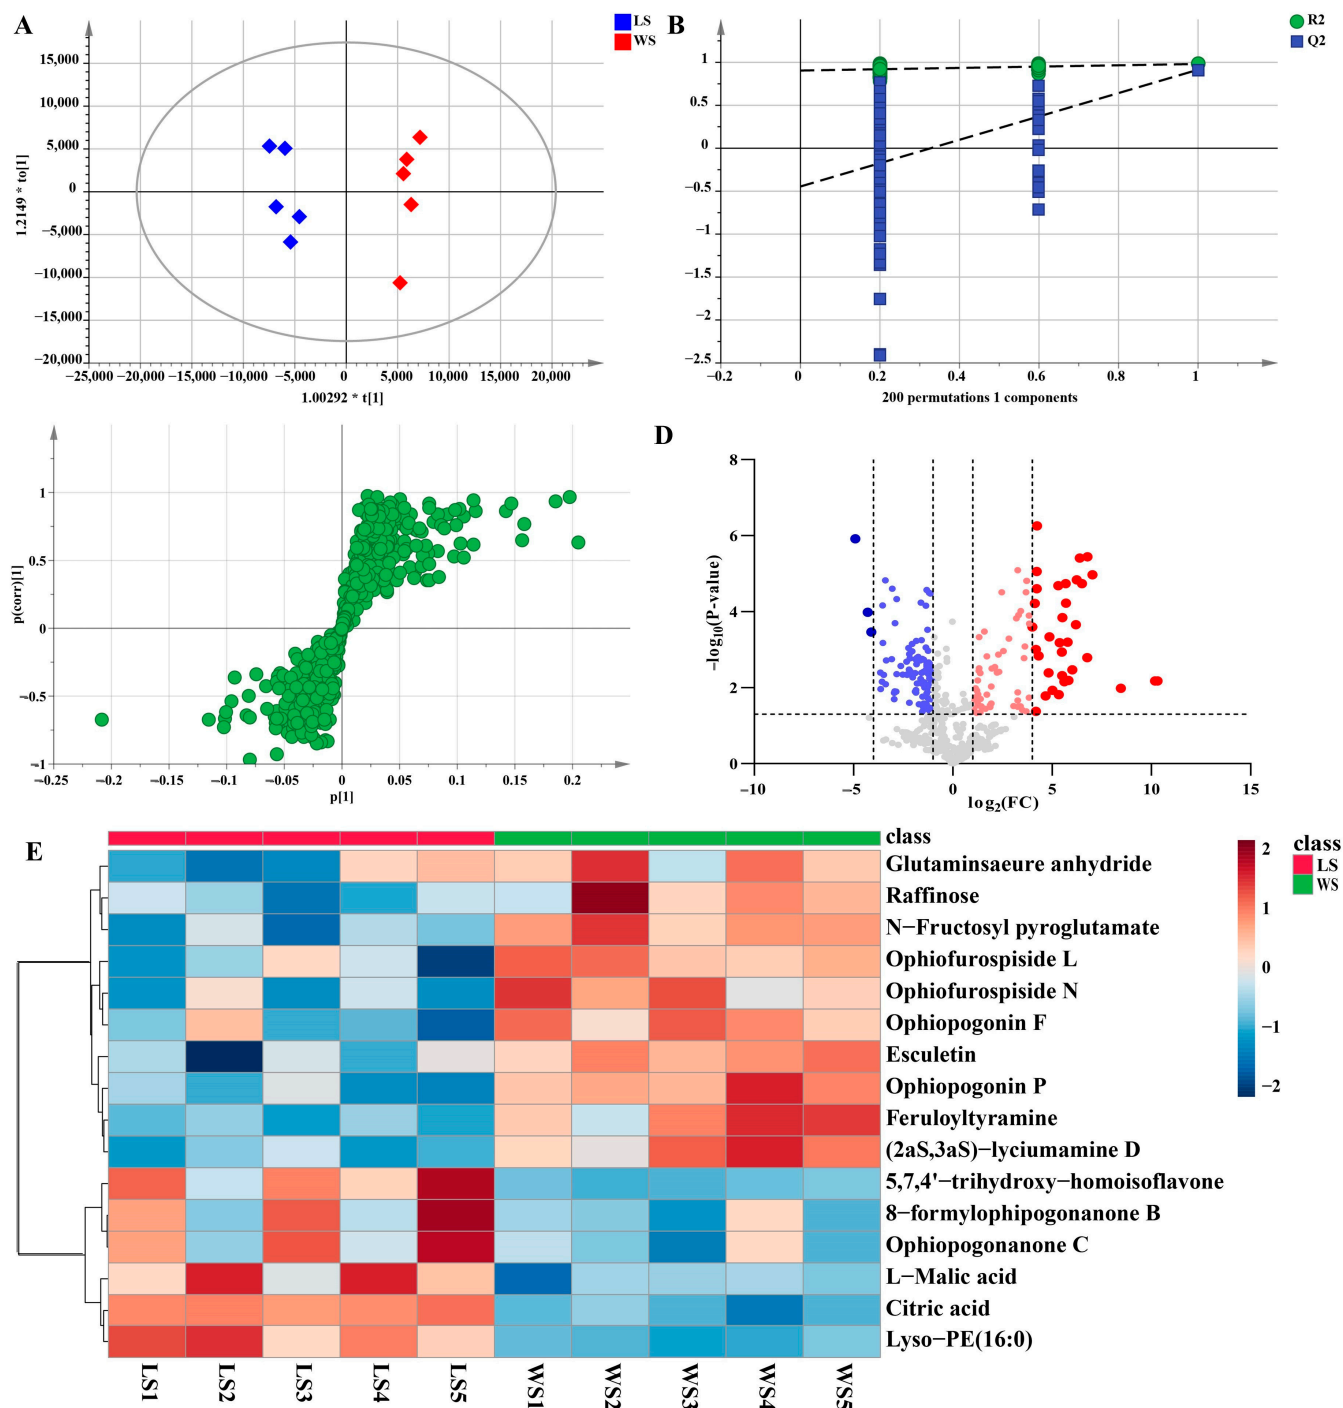 A
LS
WS
15,000
10,000
5,000
0
−5,000
−10,000
−15,000
−20,000
−25,000 −20,000 −15,000 −10,000 −5,000 0 5,000 10,000 15,000 20,000
1.2149 * to[1]
1.00292 * t[1]
B
R2
Q2
1
0.5
0
−0.5
−1
−1.5
−2
−2.5
−0.2 0 0.2 0.4 0.6 0.8 1
200 permutations 1 components
1
0.5
0
−0.5
−1
−0.25 −0.2 −0.15 −0.1 −0.05 0 0.05 0.1 0.15 0.2
p(corr)[1]
p[1]
D
8
6
4
2
0
−10 −5 0 5 10 15
−log10(P-value)
log2(FC)
E
class
Glutaminsaeure anhydride
Raffinose
N−Fructosyl pyroglutamate
Ophiofurospiside L
Ophiofurospiside N
Ophiopogonin F
Esculetin
Ophiopogonin P
Feruloyltyramine
(2aS,3aS)−lyciumamine D
5,7,4'−trihydroxy−homoisoflavone
8−formylophipogonanone B
Ophiopogonanone C
L−Malic acid
Citric acid
Lyso−PE(16:0)
LS1 LS2 LS3 LS4 LS5 WS1 WS2 WS3 WS4 WS5
2
1
0
−1
−2
class
LS
WS